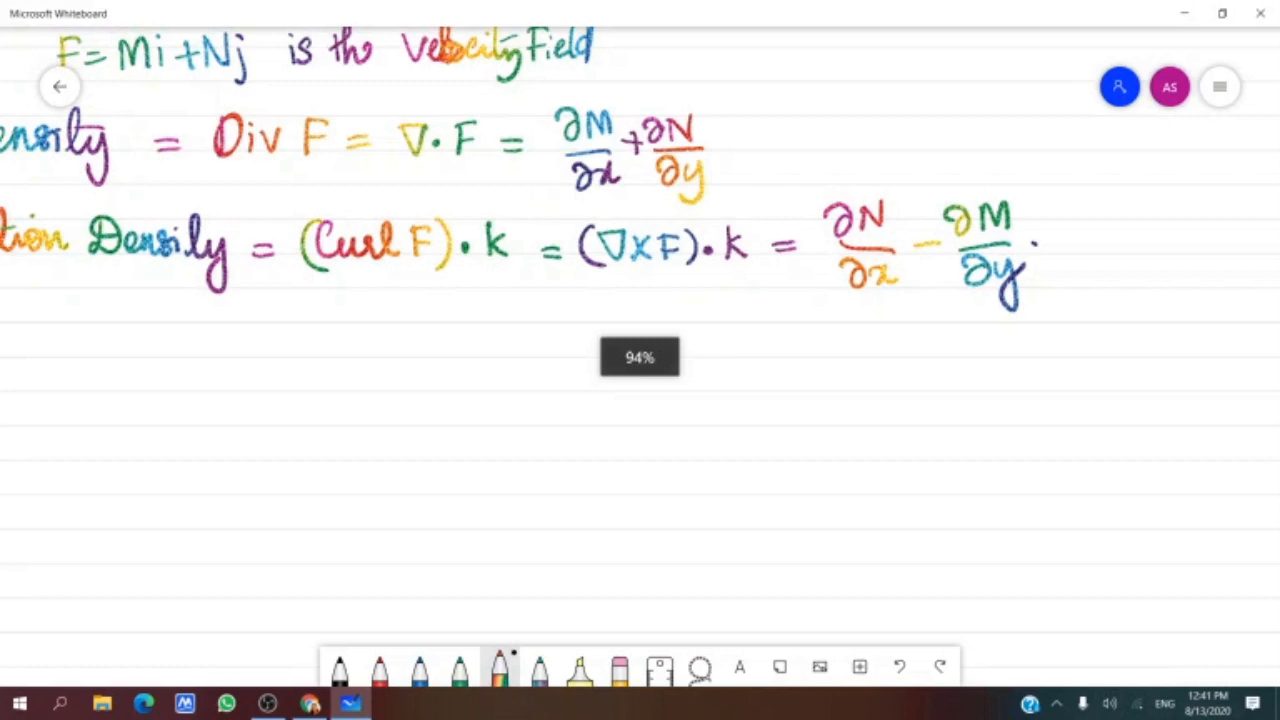 Microsoft Whiteboard
F = Mi + Nj is the Velocity Field
AS
ensity = Div F = ∇·F = ∂M/∂x + ∂N/∂y
tion Density = (Curl F)·k = (∇×F)·k = ∂N/∂x − ∂M/∂y.
94%
A
ENG
12:41 PM
8/13/2020